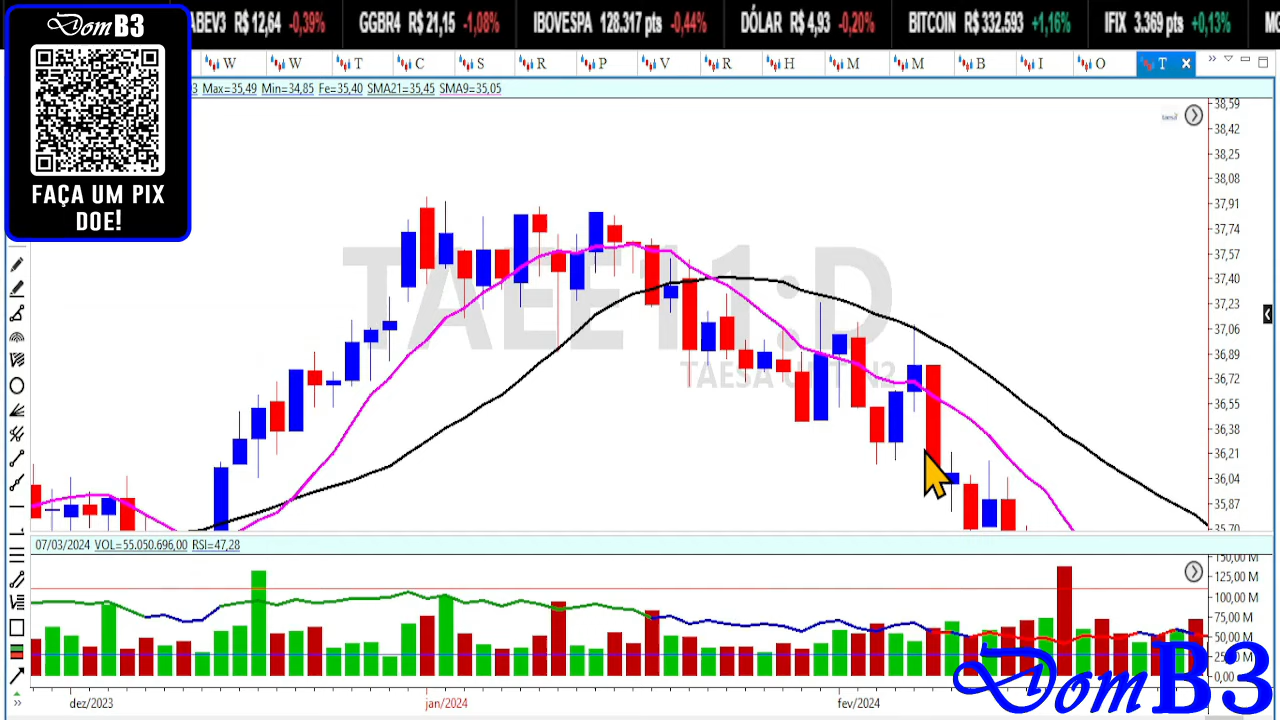 DomB3
ABEV3 R$ 12,64 -0,39%
GGBR4 R$ 21,15 -1,08%
IBOVESPA 128.317 pts -0,44%
DÓLAR R$ 4,93 -0,20%
BITCOIN R$ 332.593 +1,16%
IFIX 3.369 pts +0,13%
FAÇA UM PIX
DOE!
W W T C S R P V R H M M B I O T
Max=35,49 Min=34,85 Fe=35,40 SMA21=35,45 SMA9=35,05
TAEE11:D
38,59
38,42
38,25
38,08
37,91
37,74
37,57
37,40
37,23
37,06
36,89
36,72
36,55
36,38
36,21
36,04
35,87
35,70
07/03/2024 VOL=55.050.696,00 RSI=47,28
150,00 M
125,00 M
100,00 M
75,00 M
50,00 M
0,00
dez/2023 jan/2024 fev/2024
DomB3